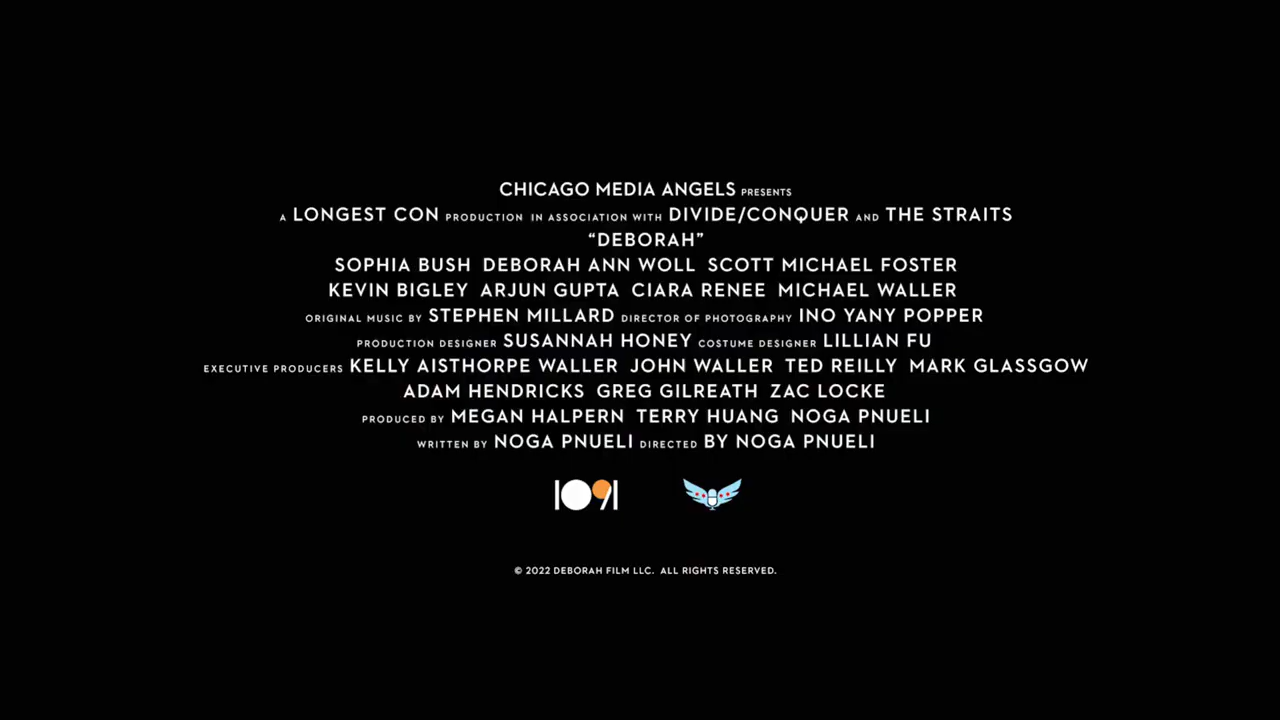 CHICAGO MEDIA ANGELS PRESENTS
A LONGEST CON PRODUCTION IN ASSOCIATION WITH DIVIDE/CONQUER AND THE STRAITS
“DEBORAH”
SOPHIA BUSH DEBORAH ANN WOLL SCOTT MICHAEL FOSTER
KEVIN BIGLEY ARJUN GUPTA CIARA RENEE MICHAEL WALLER
ORIGINAL MUSIC BY STEPHEN MILLARD DIRECTOR OF PHOTOGRAPHY INO YANY POPPER
PRODUCTION DESIGNER SUSANNAH HONEY COSTUME DESIGNER LILLIAN FU
EXECUTIVE PRODUCERS KELLY AISTHORPE WALLER JOHN WALLER TED REILLY MARK GLASSGOW
ADAM HENDRICKS GREG GILREATH ZAC LOCKE
PRODUCED BY MEGAN HALPERN TERRY HUANG NOGA PNUELI
WRITTEN BY NOGA PNUELI DIRECTED BY NOGA PNUELI
1091
© 2022 DEBORAH FILM LLC. ALL RIGHTS RESERVED.